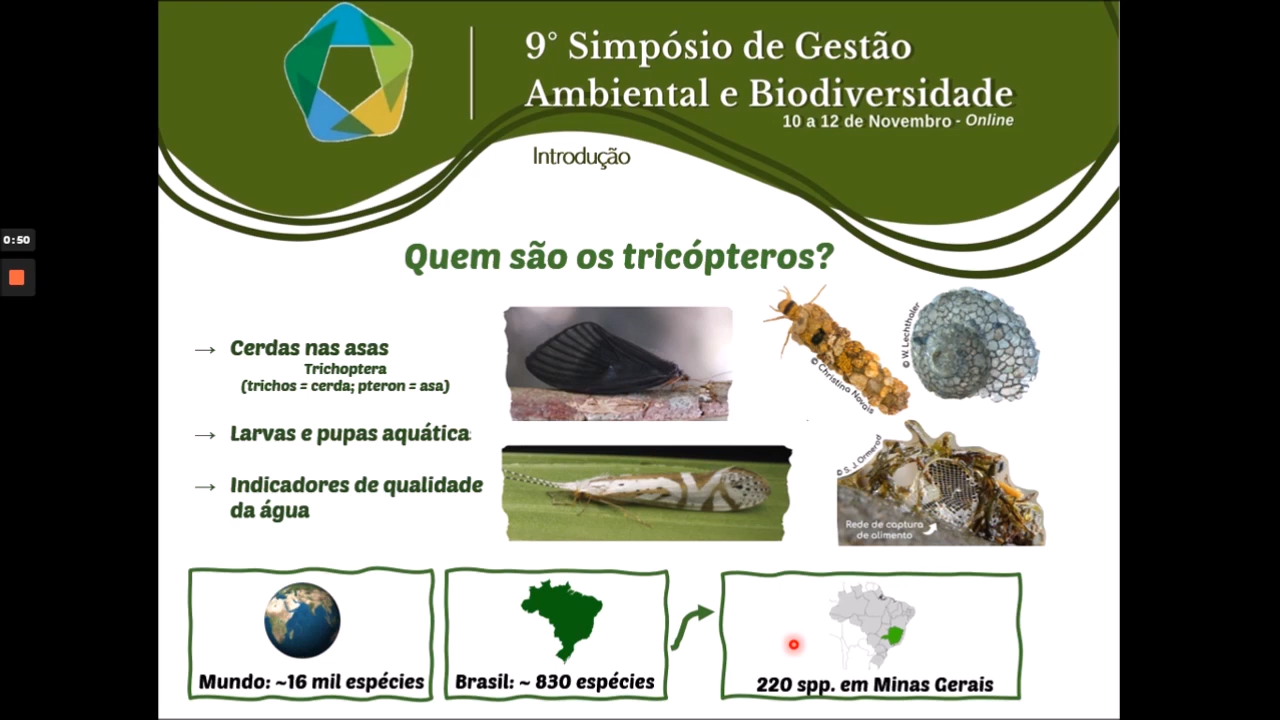 9° Simpósio de Gestão
Ambiental e Biodiversidade
10 a 12 de Novembro - Online
Introdução
0:50
Quem são os tricópteros?
→ Cerdas nas asas
Trichoptera
(trichos = cerda; pteron = asa)
→ Larvas e pupas aquática
→ Indicadores de qualidade
da água
© Christina Novais
© W. Lechthaler
© S. J. Ormerod
Rede de captura
de alimento
Mundo: ~16 mil espécies
Brasil: ~ 830 espécies
220 spp. em Minas Gerais